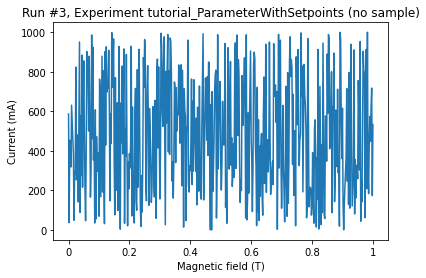 Run #3, Experiment tutorial_ParameterWithSetpoints (no sample)
1000
800
600
400
200
0
Current (mA)
0 0.2 0.4 0.6 0.8 1
Magnetic field (T)